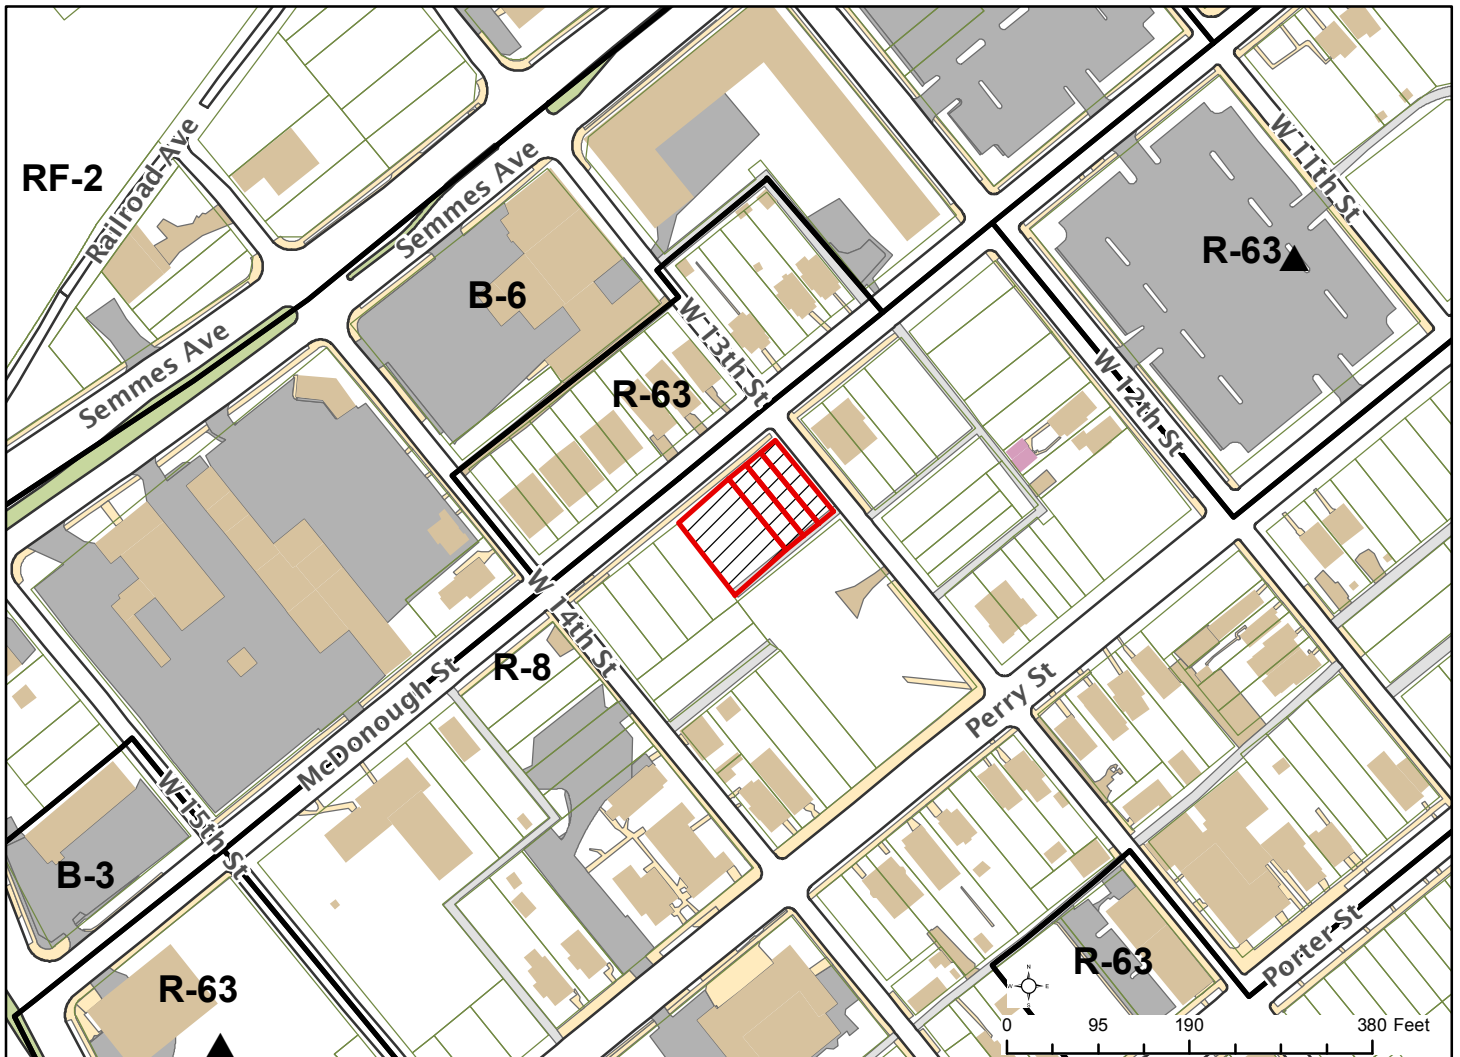 RF-2
Railroad Ave
Semmes Ave
Semmes Ave
B-6
W 13th St
R-63
W 11th St
R-63
W 12th St
W 14th St
R-8
McDonough St
Perry St
W 15th St
B-3
R-63
R-63
Porter St
N
W E
S
0 95 190 380 Feet